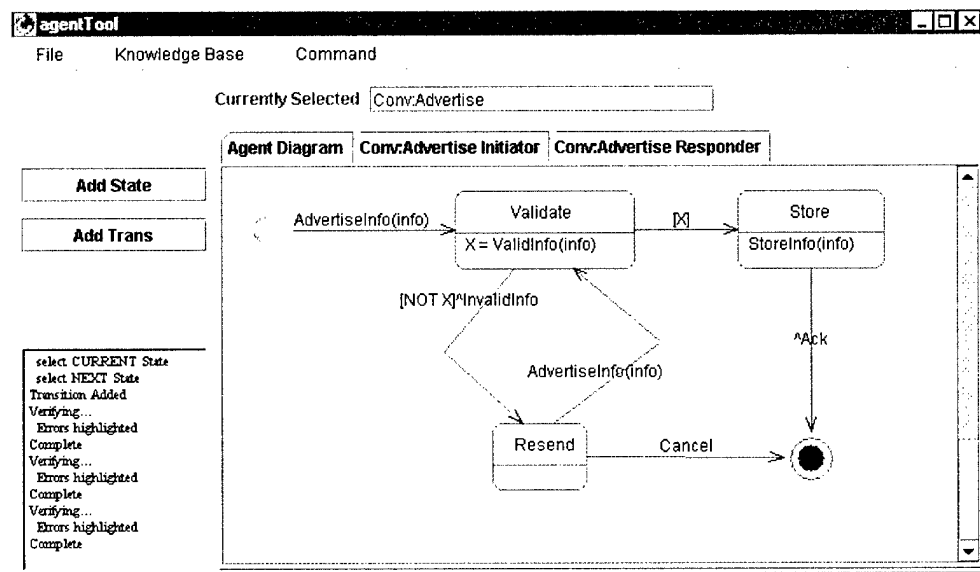 agentTool
File Knowledge Base Command
Currently Selected Conv:Advertise
Agent Diagram Conv:Advertise Initiator Conv:Advertise Responder
Add State
Add Trans
AdvertiseInfo(info)
Validate
X = ValidInfo(info)
[X]
Store
StoreInfo(info)
[NOT X]^InvalidInfo
AdvertiseInfo(info)
^Ack
Resend
Cancel
select CURRENT State
select NEXT State
Transition Added
Verifying...
Errors highlighted
Complete
Verifying...
Errors highlighted
Complete
Verifying...
Errors highlighted
Complete